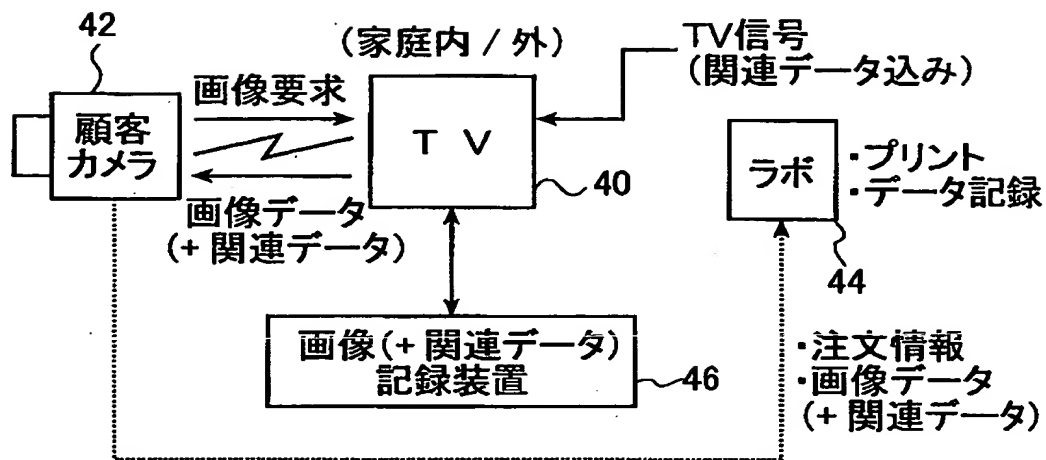 42
(家庭内 / 外)
TV信号
(関連データ込み)
画像要求
顧客
カメラ
TV
40
画像データ
(+ 関連データ)
ラボ
・プリント
・データ記録
44
画像(+ 関連データ)
記録装置
46
・注文情報
・画像データ
(+ 関連データ)